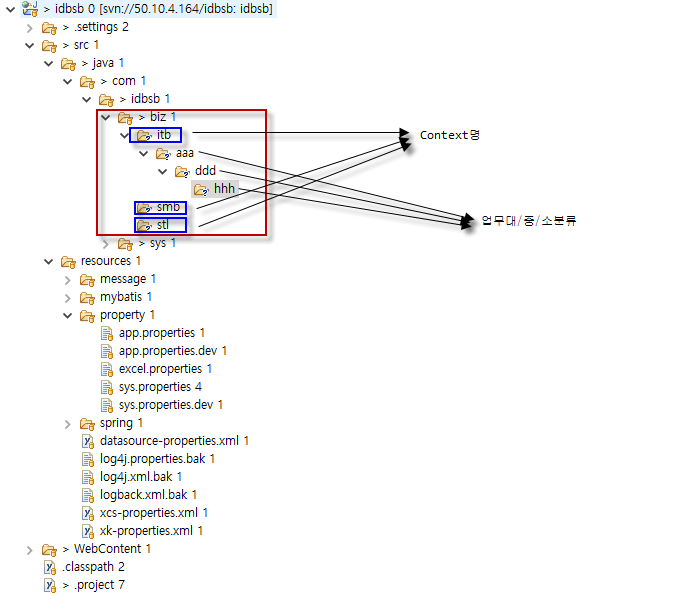 > idbsb 0 [svn://50.10.4.164/idbsb: idbsb]
> .settings 2
> src 1
> java 1
> com 1
> idbsb 1
> biz 1
> itb
Context명
aaa
> ddd
hhh
> smb
업무대/중/소분류
> stl
> sys 1
resources 1
message 1
mybatis 1
property 1
app.properties 1
app.properties.dev 1
excel.properties 1
sys.properties 4
sys.properties.dev 1
spring 1
datasource-properties.xml 1
log4j.properties.bak 1
log4j.xml.bak 1
logback.xml.bak 1
xcs-properties.xml 1
xk-properties.xml 1
> WebContent 1
.classpath 2
> .project 7